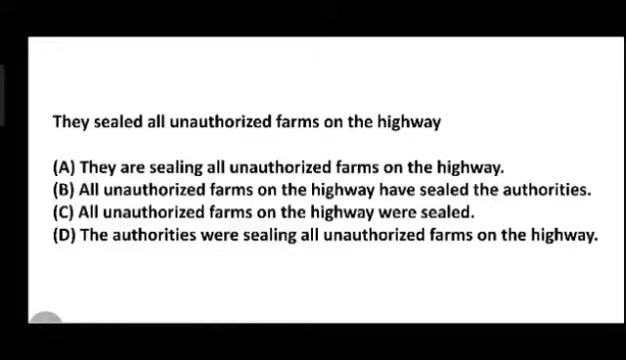 They sealed all unauthorized farms on the highway
(A) They are sealing all unauthorized farms on the highway.
(B) All unauthorized farms on the highway have sealed the authorities.
(C) All unauthorized farms on the highway were sealed.
(D) The authorities were sealing all unauthorized farms on the highway.